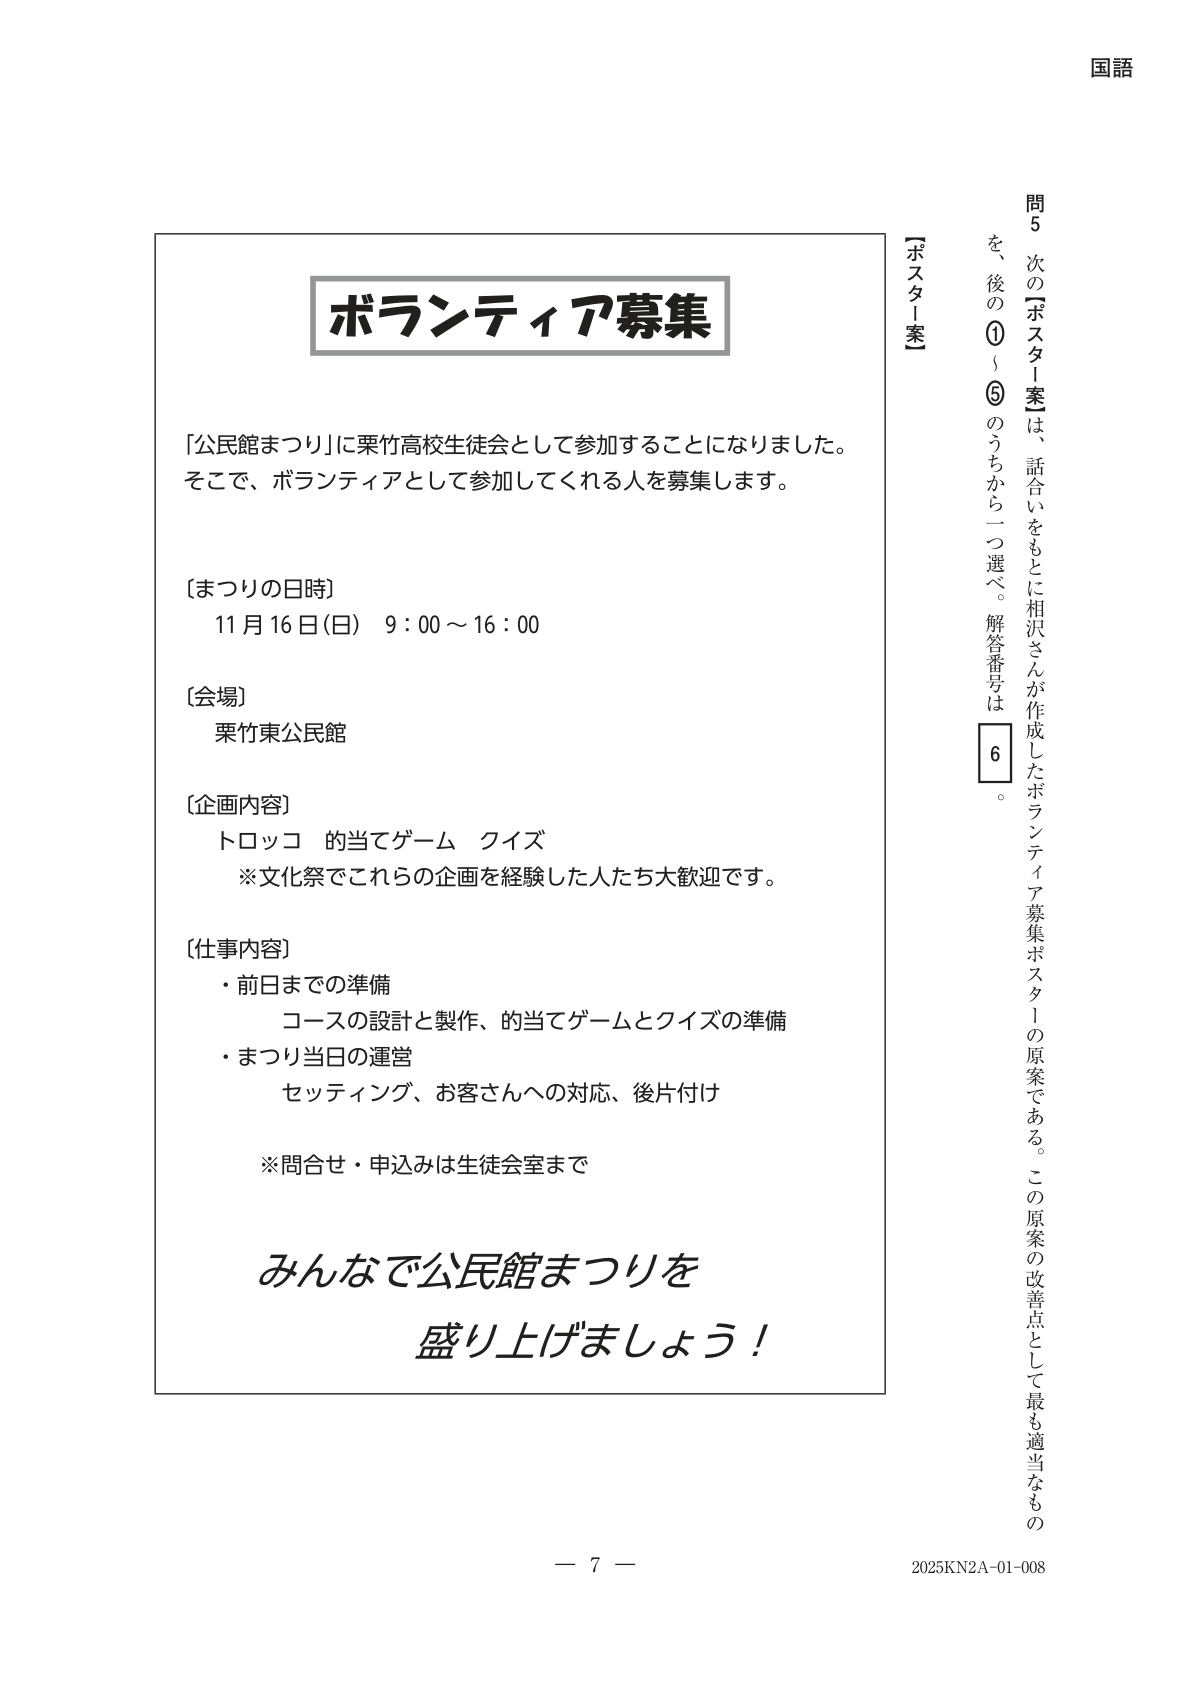 国語
問5 次の【ポスター案】は、話合いをもとに相沢さんが作成したボランティア募集ポスターの原案である。この原案の改善点として最も適当なもの
を、後の①~⑤のうちから一つ選べ。解答番号は 6 。
【ポスター案】
ボランティア募集
「公民館まつり」に栗竹高校生徒会として参加することになりました。
そこで、ボランティアとして参加してくれる人を募集します。
〔まつりの日時〕
11月16日(日) 9:00~16:00
〔会場〕
栗竹東公民館
〔企画内容〕
トロッコ 的当てゲーム クイズ
※文化祭でこれらの企画を経験した人たち大歓迎です。
〔仕事内容〕
・前日までの準備
コースの設計と製作、的当てゲームとクイズの準備
・まつり当日の運営
セッティング、お客さんへの対応、後片付け
※問合せ・申込みは生徒会室まで
みんなで公民館まつりを
盛り上げましょう!
— 7 —
2025KN2A-01-008